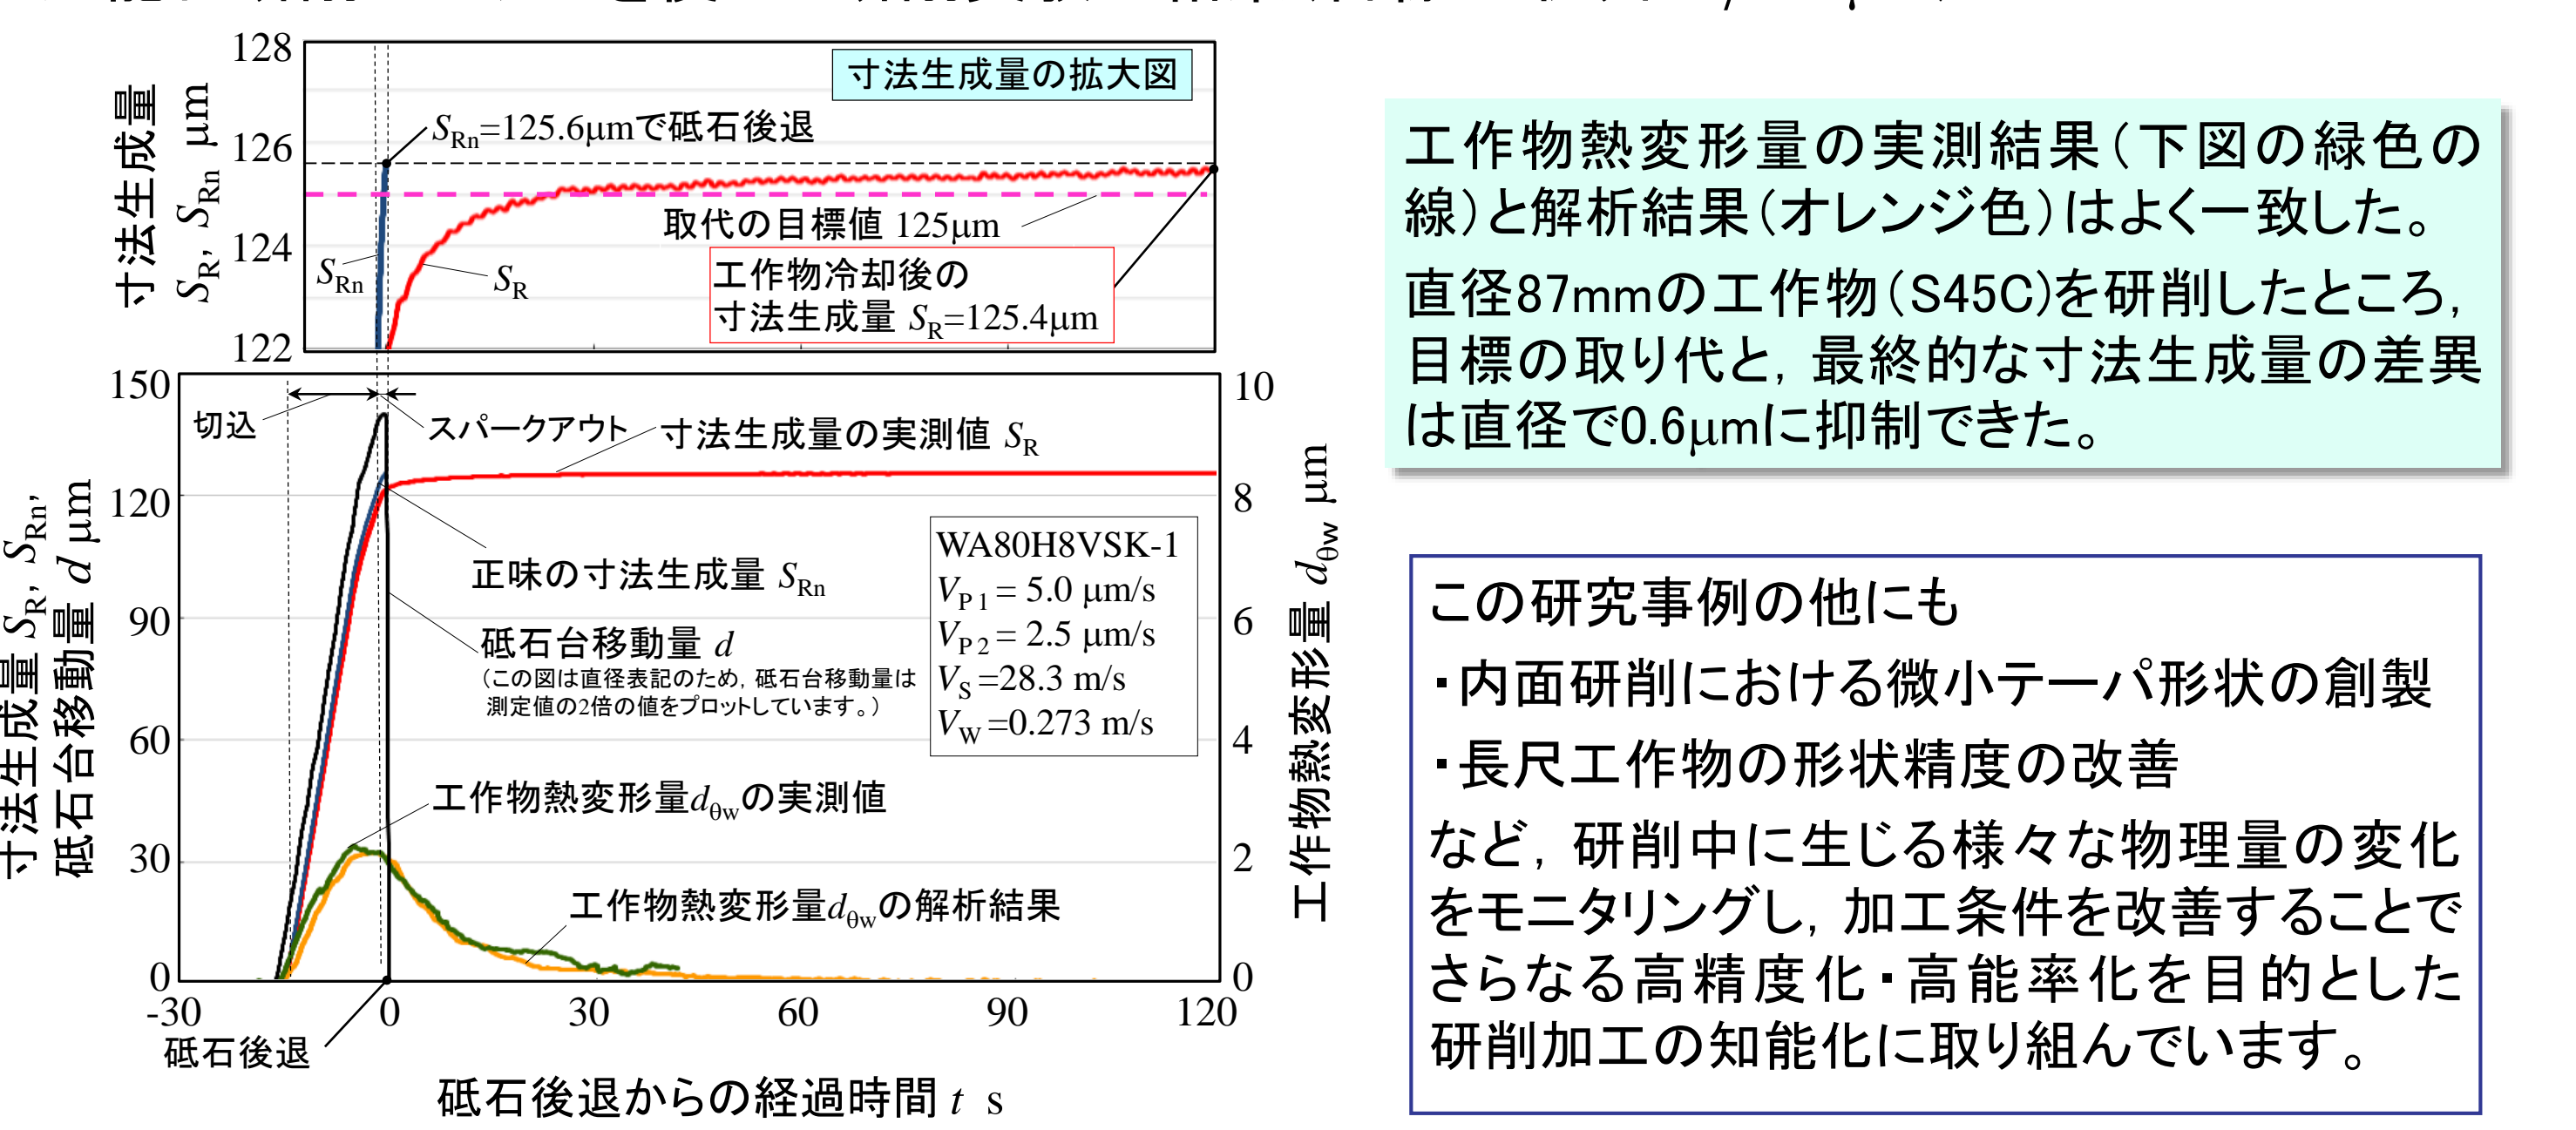 128
126
124
122
寸法生成量
SR, SRn μm
寸法生成量の拡大図
SRn=125.6μmで砥石後退
取代の目標値 125μm
SRn
SR
工作物冷却後の
寸法生成量 SR=125.4μm
150
120
90
60
30
0
10
8
6
4
2
0
切込
スパークアウト
寸法生成量の実測値 SR
正味の寸法生成量 SRn
砥石台移動量 d
（この図は直径表記のため，砥石台移動量は
測定値の2倍の値をプロットしています。）
WA80H8VSK-1
VP1 = 5.0 μm/s
VP2 = 2.5 μm/s
VS =28.3 m/s
VW =0.273 m/s
工作物熱変形量dθwの実測値
工作物熱変形量dθwの解析結果
寸法生成量 SR, SRn,
砥石台移動量 d μm
工作物熱変形量 dθw μm
-30
0
30
60
90
120
砥石後退
砥石後退からの経過時間 t s
工作物熱変形量の実測結果（下図の緑色の
線）と解析結果（オレンジ色）はよく一致した。
直径87mmの工作物（S45C)を研削したところ，
目標の取り代と，最終的な寸法生成量の差異
は直径で0.6μmに抑制できた。
この研究事例の他にも
・内面研削における微小テーパ形状の創製
・長尺工作物の形状精度の改善
など，研削中に生じる様々な物理量の変化
をモニタリングし，加工条件を改善することで
さらなる高精度化・高能率化を目的とした
研削加工の知能化に取り組んでいます。